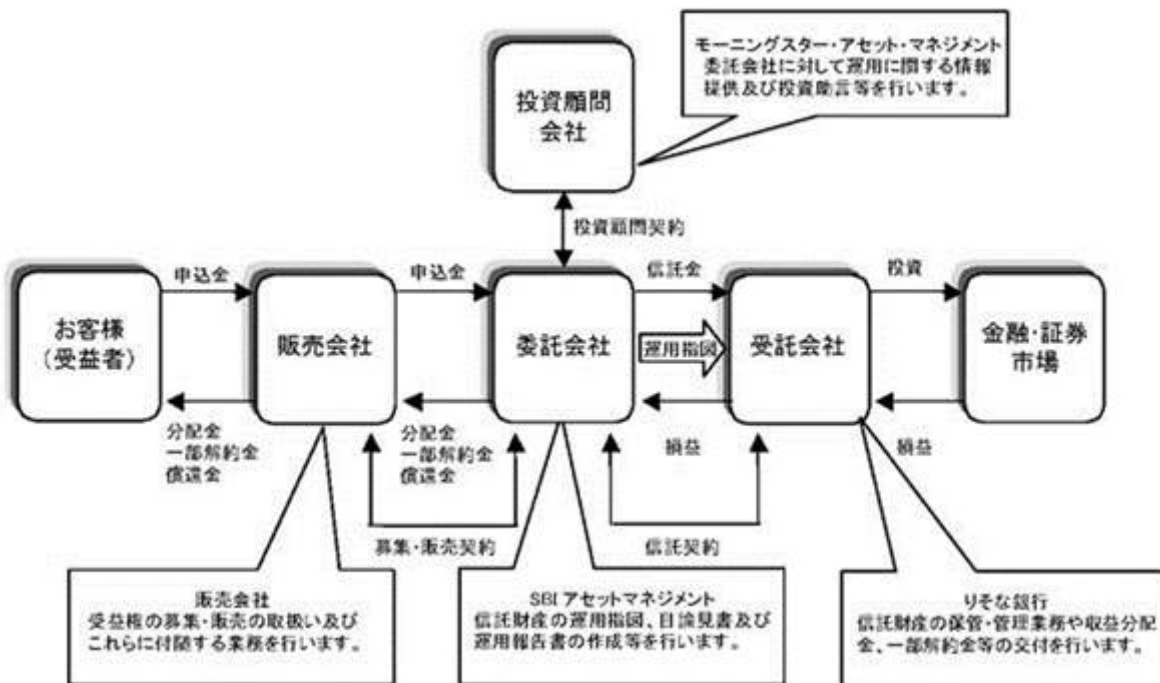 モーニングスター・アセット・マネジメント
委託会社に対して運用に関する情報
提供及び投資助言等を行います。
投資顧問
会社
投資顧問契約
申込金
申込金
信託金
投資
お客様
(受益者)
販売会社
委託会社
運用指図
受託会社
金融・証券
市場
分配金
一部解約金
償還金
分配金
一部解約金
償還金
損益
損益
募集・販売契約
信託契約
販売会社
受益権の募集・販売の取扱い及び
これらに付随する業務を行います。
SBIアセットマネジメント
信託財産の運用指図、目論見書及び
運用報告書の作成等を行います。
りそな銀行
信託財産の保管・管理業務や収益分配
金、一部解約金等の交付を行います。